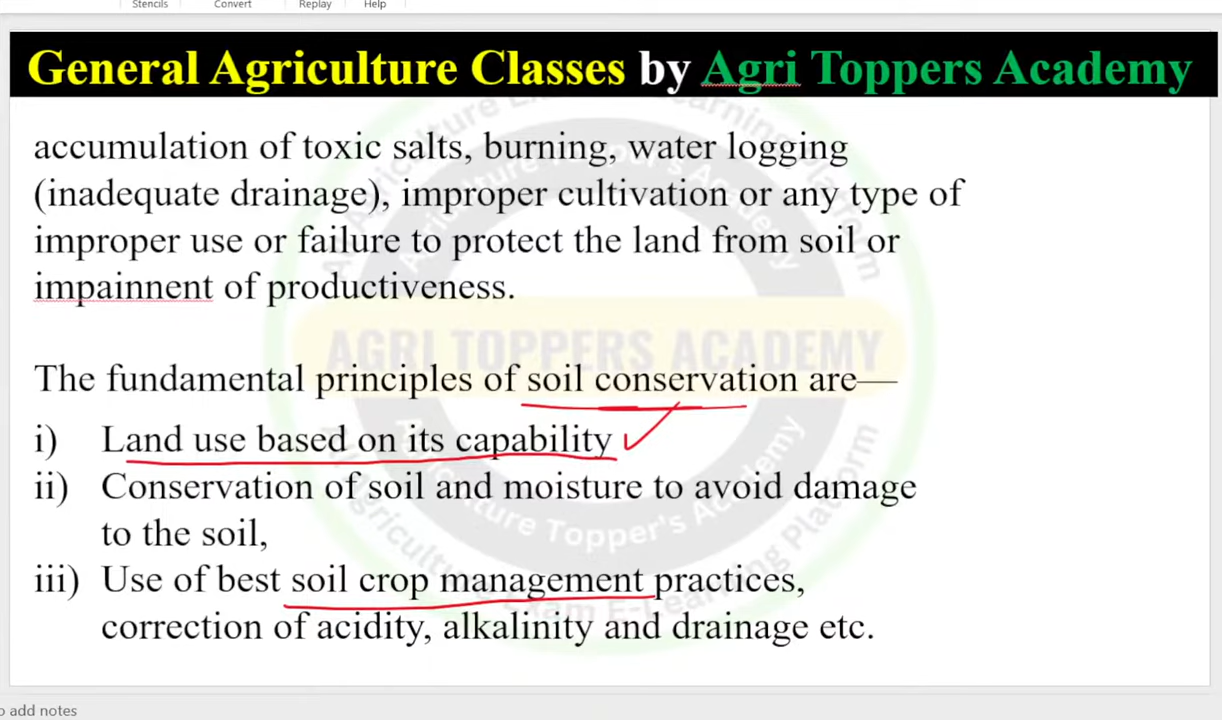 Stencils Convert Replay Help
General Agriculture Classes by Agri Toppers Academy
accumulation of toxic salts, burning, water logging
(inadequate drainage), improper cultivation or any type of
improper use or failure to protect the land from soil or
impainnent of productiveness.
AGRI TOPPERS ACADEMY
The fundamental principles of soil conservation are—
i) Land use based on its capability
ii) Conservation of soil and moisture to avoid damage
to the soil,
iii) Use of best soil crop management practices,
correction of acidity, alkalinity and drainage etc.
add notes